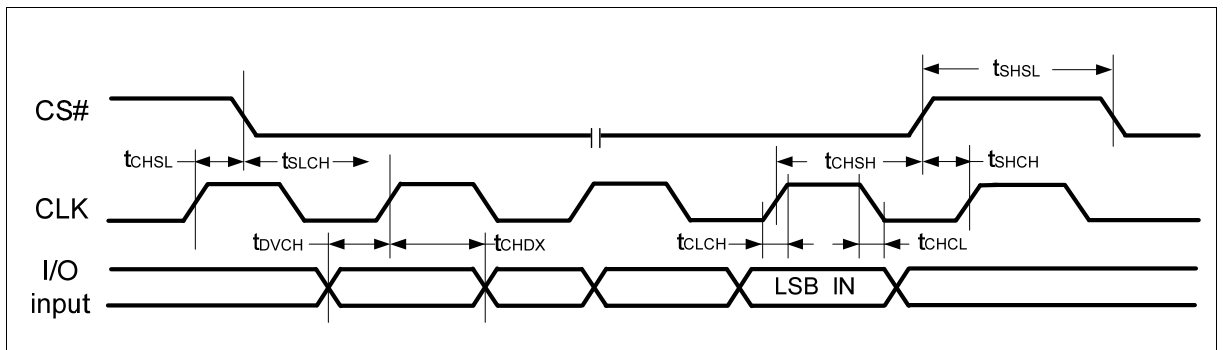 tSHSL
CS#
tCHSL
tSLCH
tCHSH
tSHCH
CLK
tDVCH
tCHDX
tCLCH
tCHCL
I/O
input
LSB IN